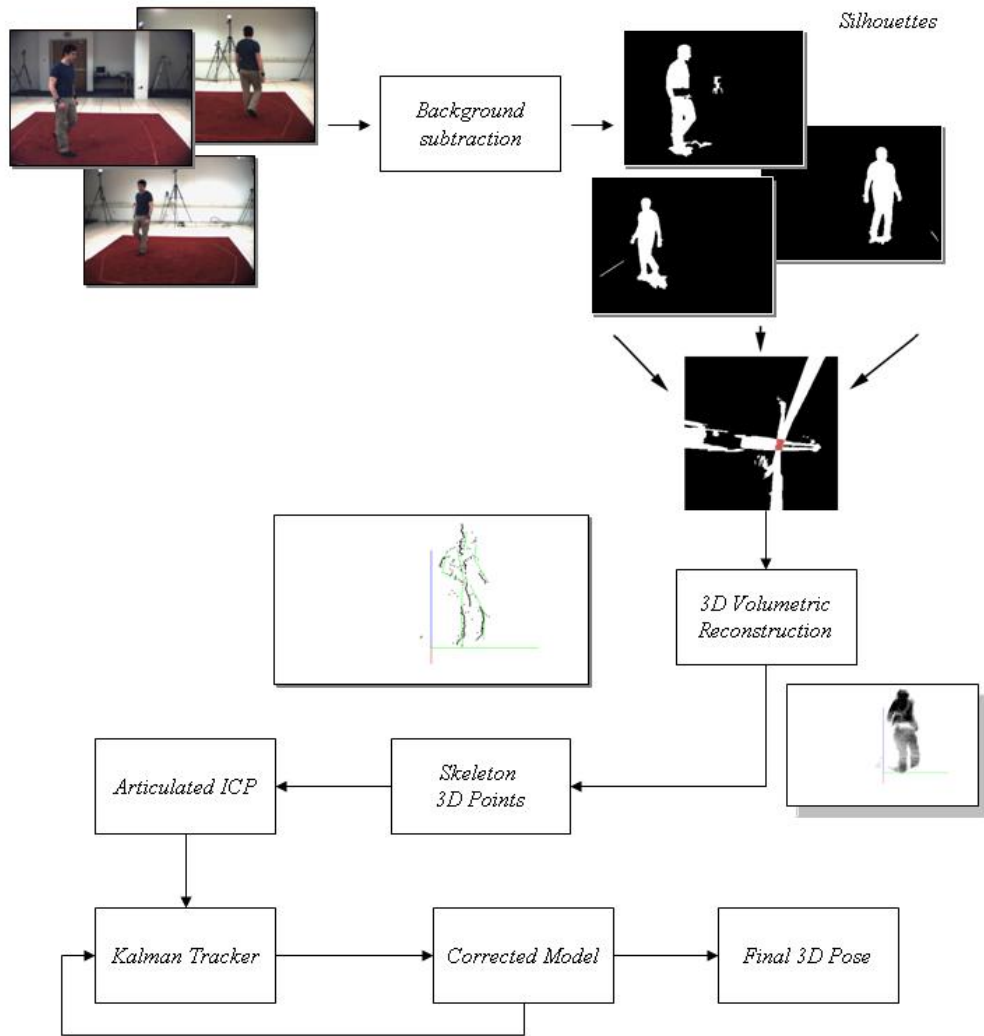 Silhouettes
Background
subtraction
3D Volumetric
Reconstruction
Skeleton
3D Points
Articulated ICP
Kalman Tracker
Corrected Model
Final 3D Pose